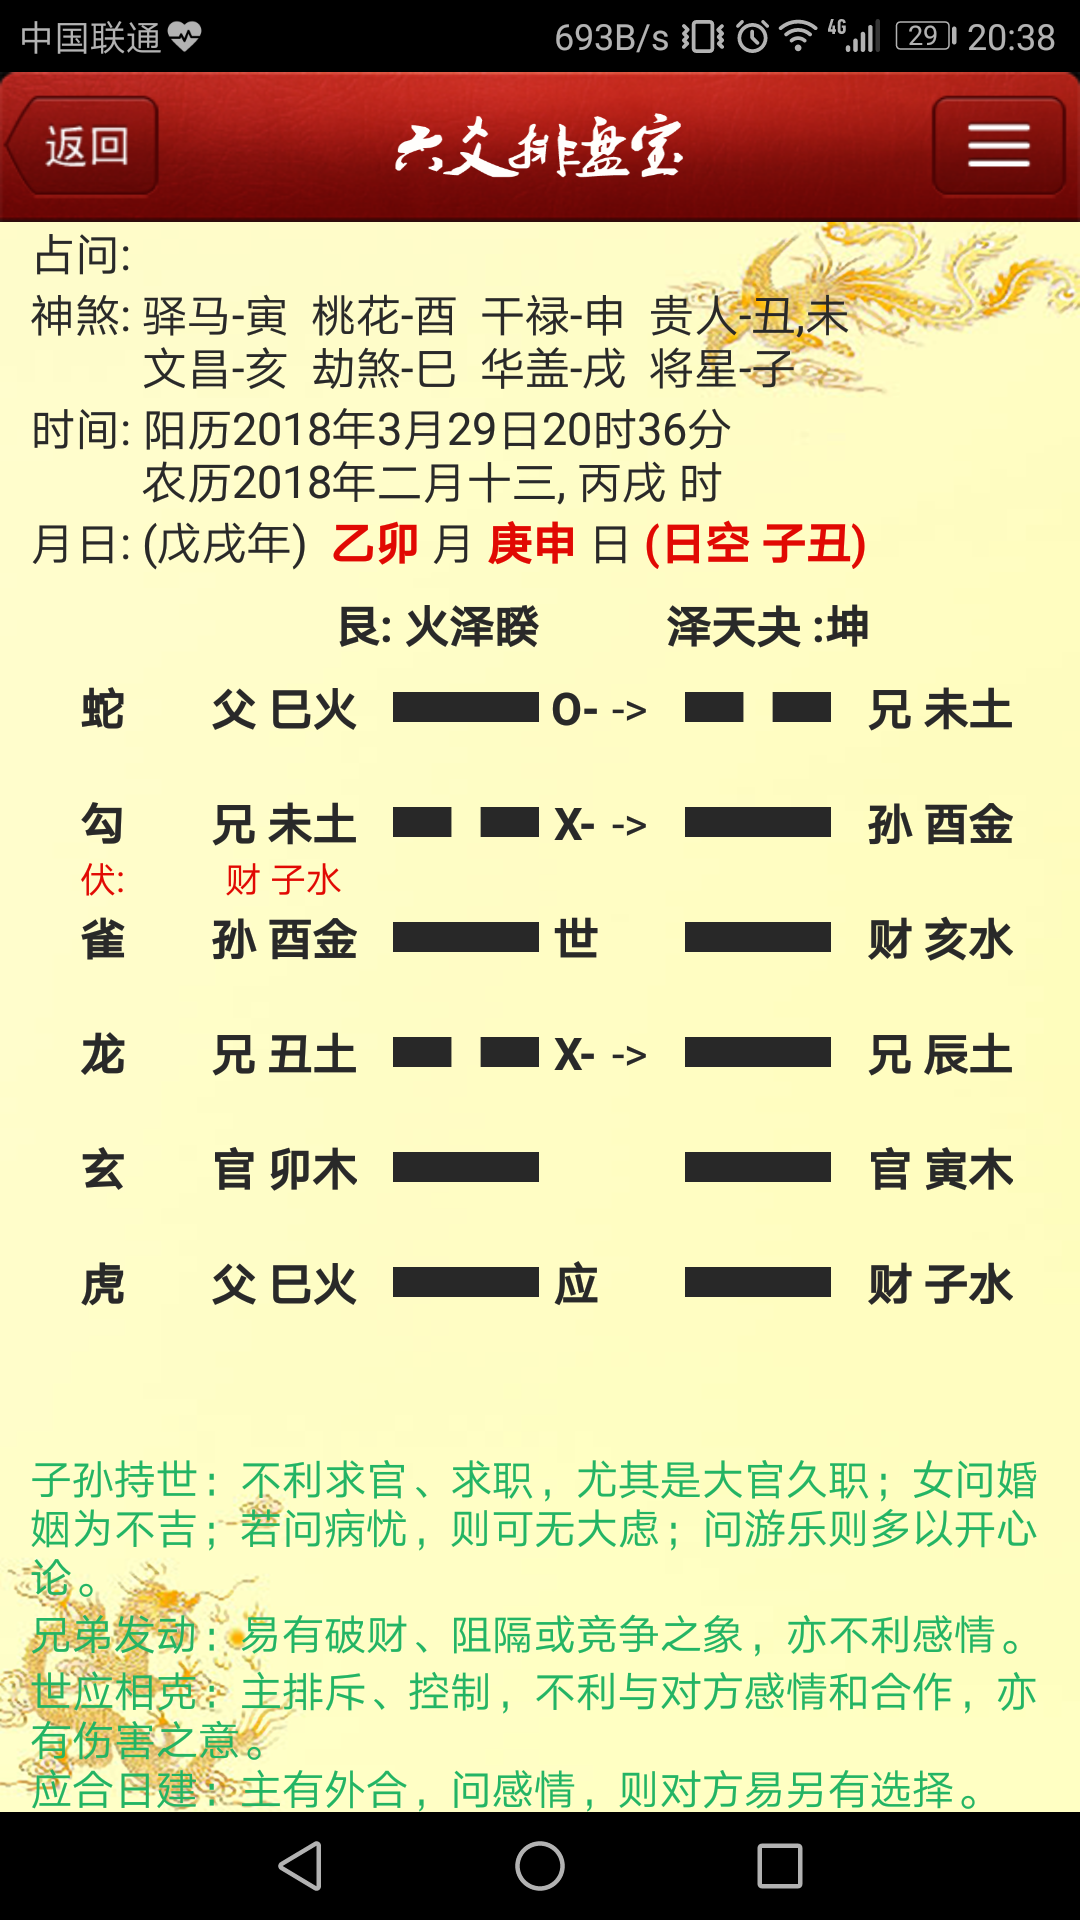 中国联通 693B/s 4G 29 20:38
返回 六爻排盘宝
占问:
神煞: 驿马-寅 桃花-酉 干禄-申 贵人-丑,未
文昌-亥 劫煞-巳 华盖-戌 将星-子
时间: 阳历2018年3月29日20时36分
农历2018年二月十三, 丙戌 时
月日: (戊戌年) 乙卯 月 庚申 日 (日空 子丑)
艮: 火泽睽 泽天夬 :坤
蛇 父 巳火 O- -> 兄 未土
勾 兄 未土 X- -> 孙 酉金
伏: 财 子水
雀 孙 酉金 世 财 亥水
龙 兄 丑土 X- -> 兄 辰土
玄 官 卯木 官 寅木
虎 父 巳火 应 财 子水
子孙持世：不利求官、求职，尤其是大官久职；女问婚
姻为不吉；若问病忧，则可无大虑；问游乐则多以开心
论。
兄弟发动：易有破财、阻隔或竞争之象，亦不利感情。
世应相克：主排斥、控制，不利与对方感情和合作，亦
有伤害之意。
应合日建：主有外合，问感情，则对方易另有选择。